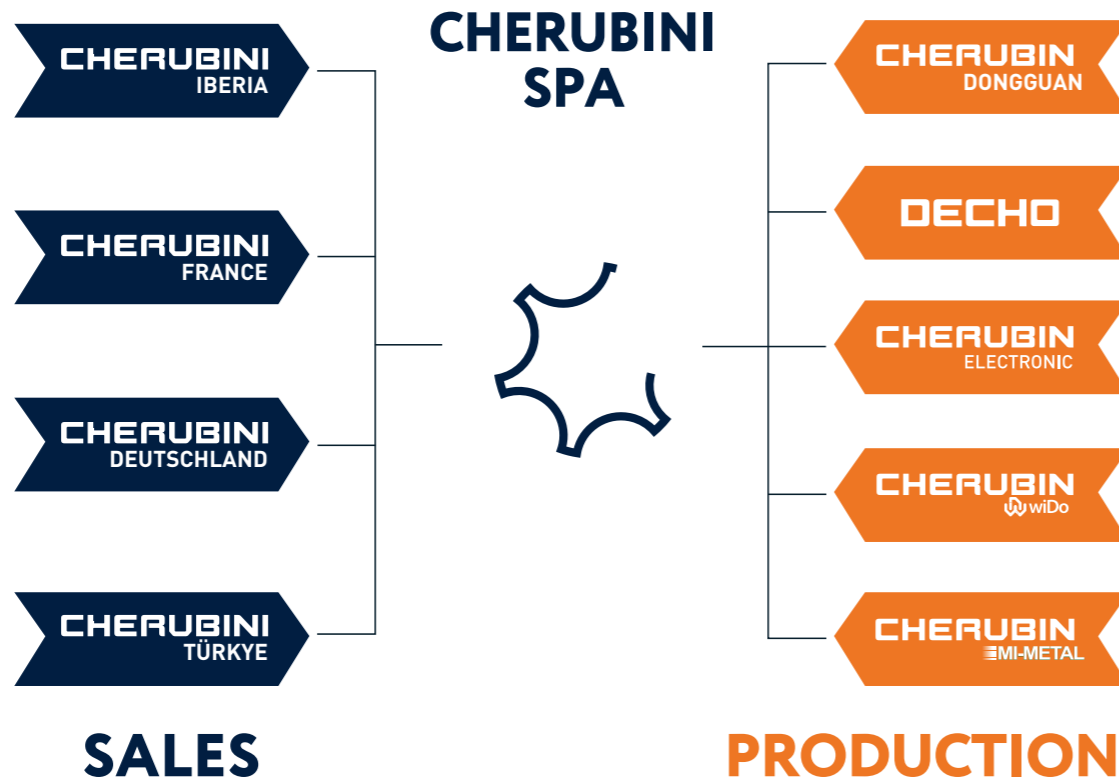 CHERUBINI
SPA
CHERUBINI
IBERIA
CHERUBINI
FRANCE
CHERUBINI
DEUTSCHLAND
CHERUBINI
TÜRKYE
SALES
CHERUBIN
DONGGUAN
DECHO
CHERUBIN
ELECTRONIC
CHERUBIN
wiDo
CHERUBIN
MI-METAL
PRODUCTION